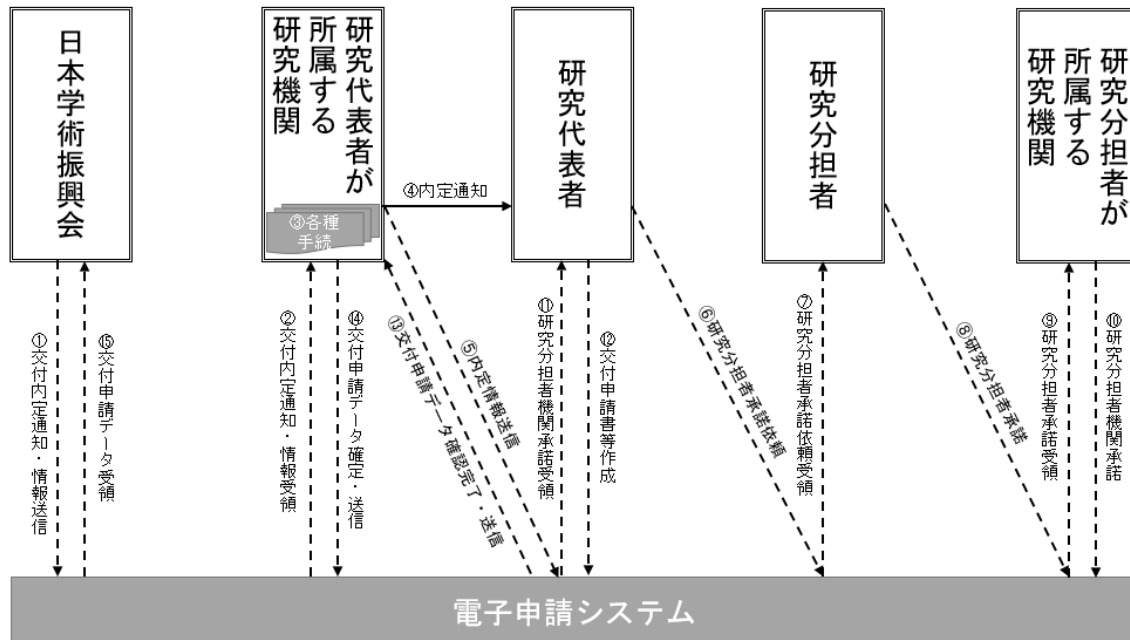 日本学術振興会
研究代表者が
所属する
研究機関
③各種
手続
研究代表者
研究分担者
研究分担者が
所属する
研究機関
④内定通知
①交付内定通知・情報送信
⑮交付申請データ受領
②交付内定通知・情報受領
⑭交付申請データ確定・送信
⑬交付申請データ確認完了・送信
⑤内定情報送信
⑪研究分担者機関承諾受領
⑫交付申請書等作成
⑥研究分担者承諾依頼
⑦研究分担者承諾依頼受領
⑧研究分担者承諾
⑨研究分担者承諾受領
⑩研究分担者機関承諾
電子申請システム